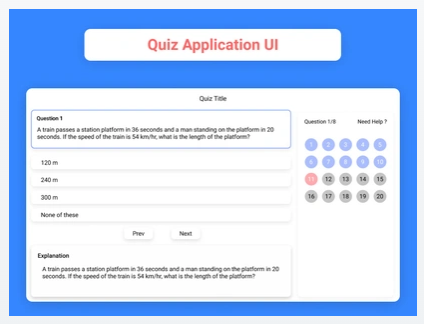 Quiz Application UI
Quiz Title
Question 1
A train passes a station platform in 36 seconds and a man standing on the platform in 20
seconds. If the speed of the train is 54 km/hr, what is the length of the platform?
120 m
240 m
300 m
None of these
Prev Next
Explanation
A train passes a station platform in 36 seconds and a man standing on the platform in 20
seconds. If the speed of the train is 54 km/hr, what is the length of the platform?
Question 1/8 Need Help ?
1 2 3 4 5
6 7 8 9 10
11 12 13 14 15
16 17 18 19 20